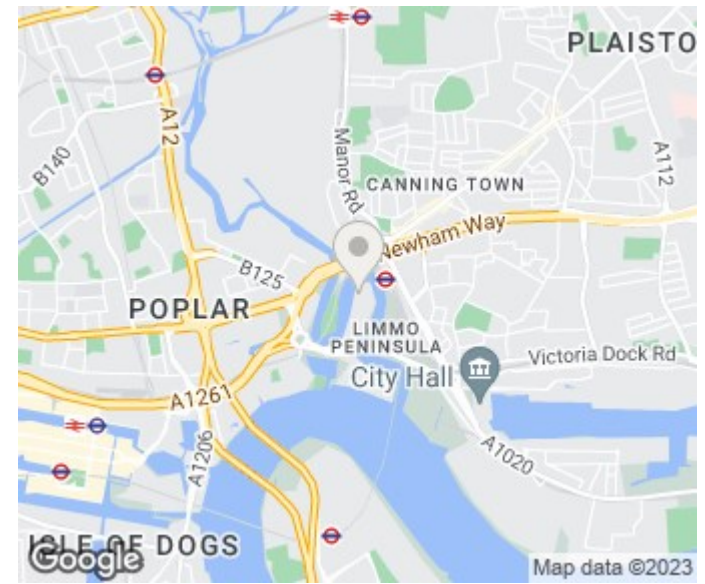 PLAISTO
A12
B140
Manor Rd
A112
CANNING TOWN
Newham Way
B125
POPLAR
LIMMO
PENINSULA
Victoria Dock Rd
City Hall
A1261
A1206
A1020
ISLE OF DOGS
Google
Map data ©2023